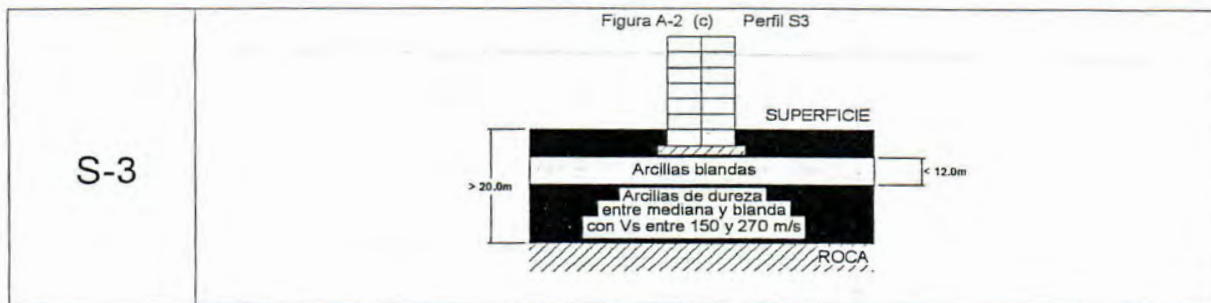 Figura A-2 (c) Perfil S3
S-3
SUPERFICIE
Arcillas blandas
< 12.0m
> 20.0m
Arcillas de dureza
entre mediana y blanda
con Vs entre 150 y 270 m/s
ROCA